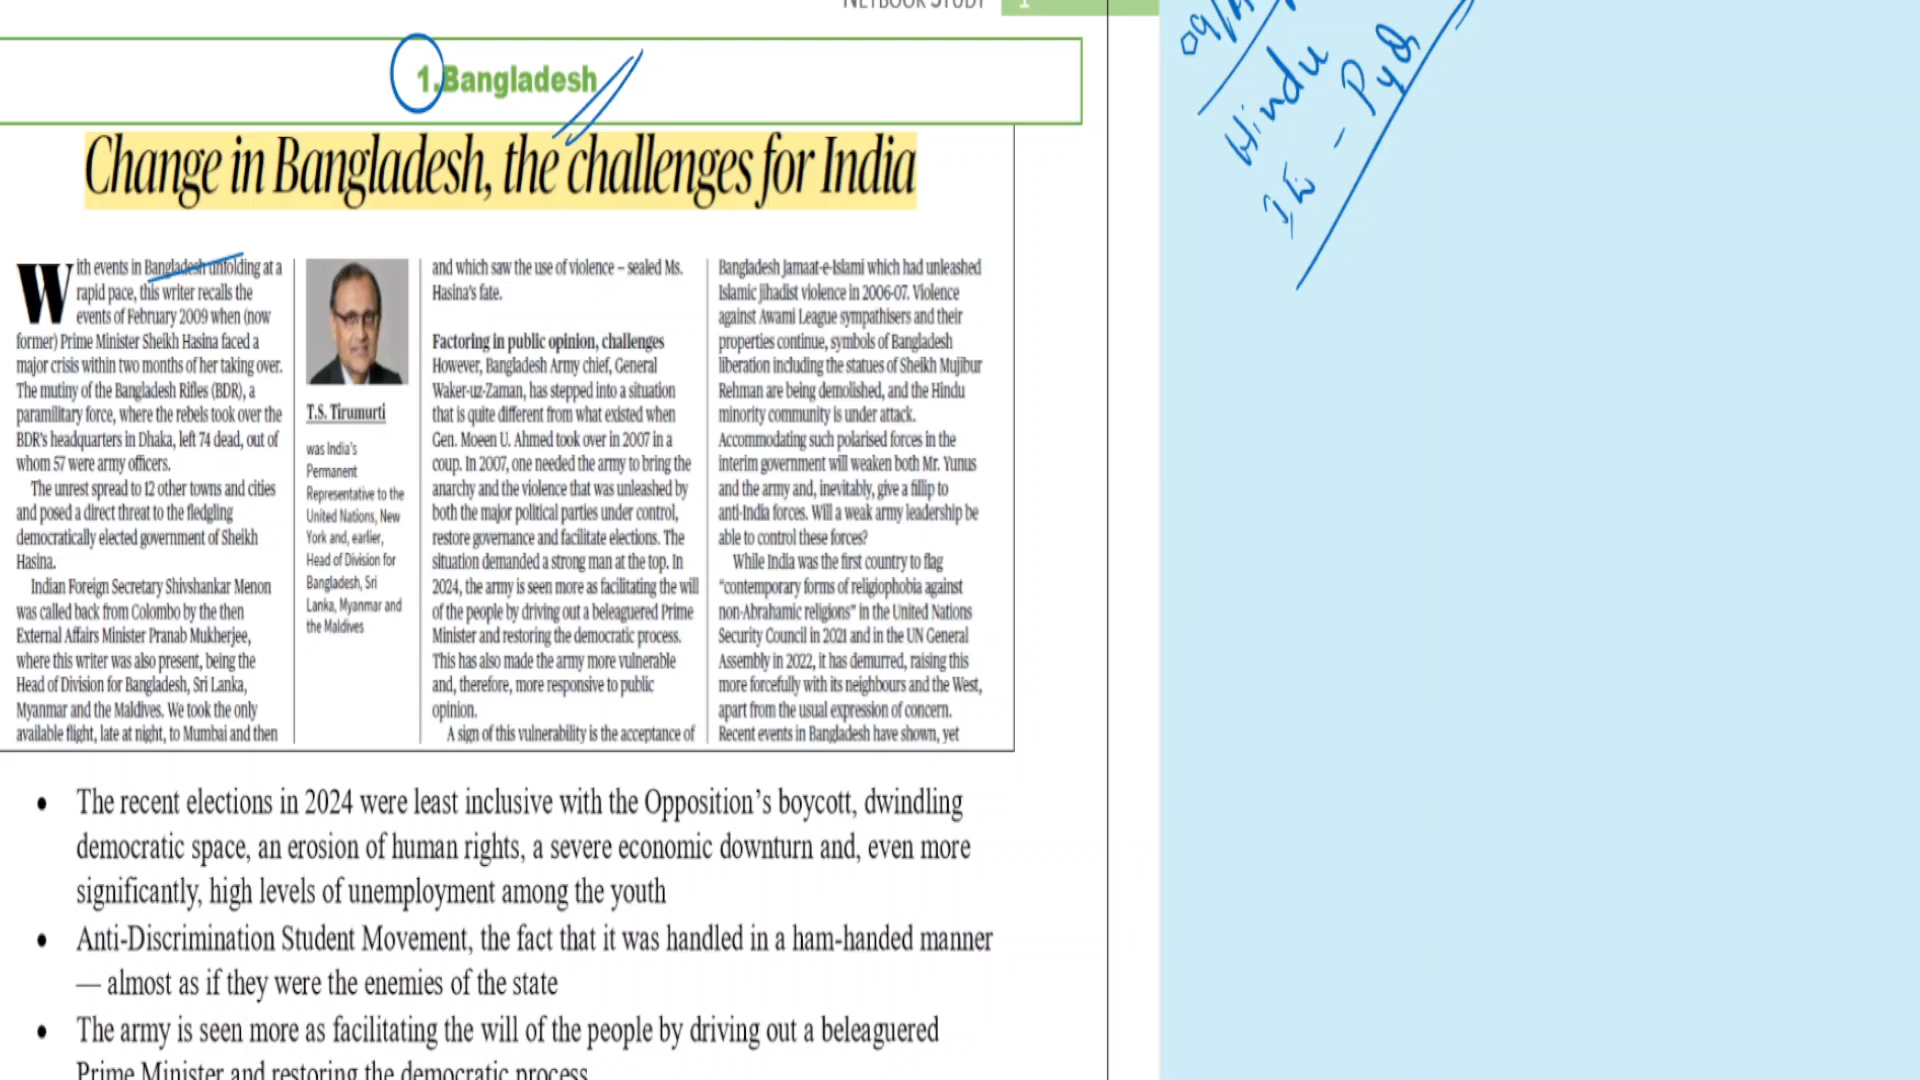 NETBOOK STUDY 1
1.Bangladesh
Change in Bangladesh, the challenges for India
With events in Bangladesh unfolding at a
rapid pace, this writer recalls the
events of February 2009 when (now
former) Prime Minister Sheikh Hasina faced a
major crisis within two months of her taking over.
The mutiny of the Bangladesh Rifles (BDR), a
paramilitary force, where the rebels took over the
BDR's headquarters in Dhaka, left 74 dead, out of
whom 57 were army officers.
The unrest spread to 12 other towns and cities
and posed a direct threat to the fledgling
democratically elected government of Sheikh
Hasina.
Indian Foreign Secretary Shivshankar Menon
was called back from Colombo by the then
External Affairs Minister Pranab Mukherjee,
where this writer was also present, being the
Head of Division for Bangladesh, Sri Lanka,
Myanmar and the Maldives. We took the only
available flight, late at night, to Mumbai and then
T.S. Tirumurti
was India's
Permanent
Representative to the
United Nations, New
York and, earlier,
Head of Division for
Bangladesh, Sri
Lanka, Myanmar and
the Maldives
and which saw the use of violence – sealed Ms.
Hasina's fate.
Factoring in public opinion, challenges
However, Bangladesh Army chief, General
Waker-uz-Zaman, has stepped into a situation
that is quite different from what existed when
Gen. Moeen U. Ahmed took over in 2007 in a
coup. In 2007, one needed the army to bring the
anarchy and the violence that was unleashed by
both the major political parties under control,
restore governance and facilitate elections. The
situation demanded a strong man at the top. In
2024, the army is seen more as facilitating the will
of the people by driving out a beleaguered Prime
Minister and restoring the democratic process.
This has also made the army more vulnerable
and, therefore, more responsive to public
opinion.
A sign of this vulnerability is the acceptance of
Bangladesh Jamaat-e-Islami which had unleashed
Islamic jihadist violence in 2006-07. Violence
against Awami League sympathisers and their
properties continue, symbols of Bangladesh
liberation including the statues of Sheikh Mujibur
Rehman are being demolished, and the Hindu
minority community is under attack.
Accommodating such polarised forces in the
interim government will weaken both Mr. Yunus
and the army and, inevitably, give a fillip to
anti-India forces. Will a weak army leadership be
able to control these forces?
While India was the first country to flag
“contemporary forms of religiophobia against
non-Abrahamic religions” in the United Nations
Security Council in 2021 and in the UN General
Assembly in 2022, it has demurred, raising this
more forcefully with its neighbours and the West,
apart from the usual expression of concern.
Recent events in Bangladesh have shown, yet
• The recent elections in 2024 were least inclusive with the Opposition’s boycott, dwindling
democratic space, an erosion of human rights, a severe economic downturn and, even more
significantly, high levels of unemployment among the youth
• Anti-Discrimination Student Movement, the fact that it was handled in a ham-handed manner
— almost as if they were the enemies of the state
• The army is seen more as facilitating the will of the people by driving out a beleaguered
Prime Minister and restoring the democratic process
Hindu
IE - PyQ